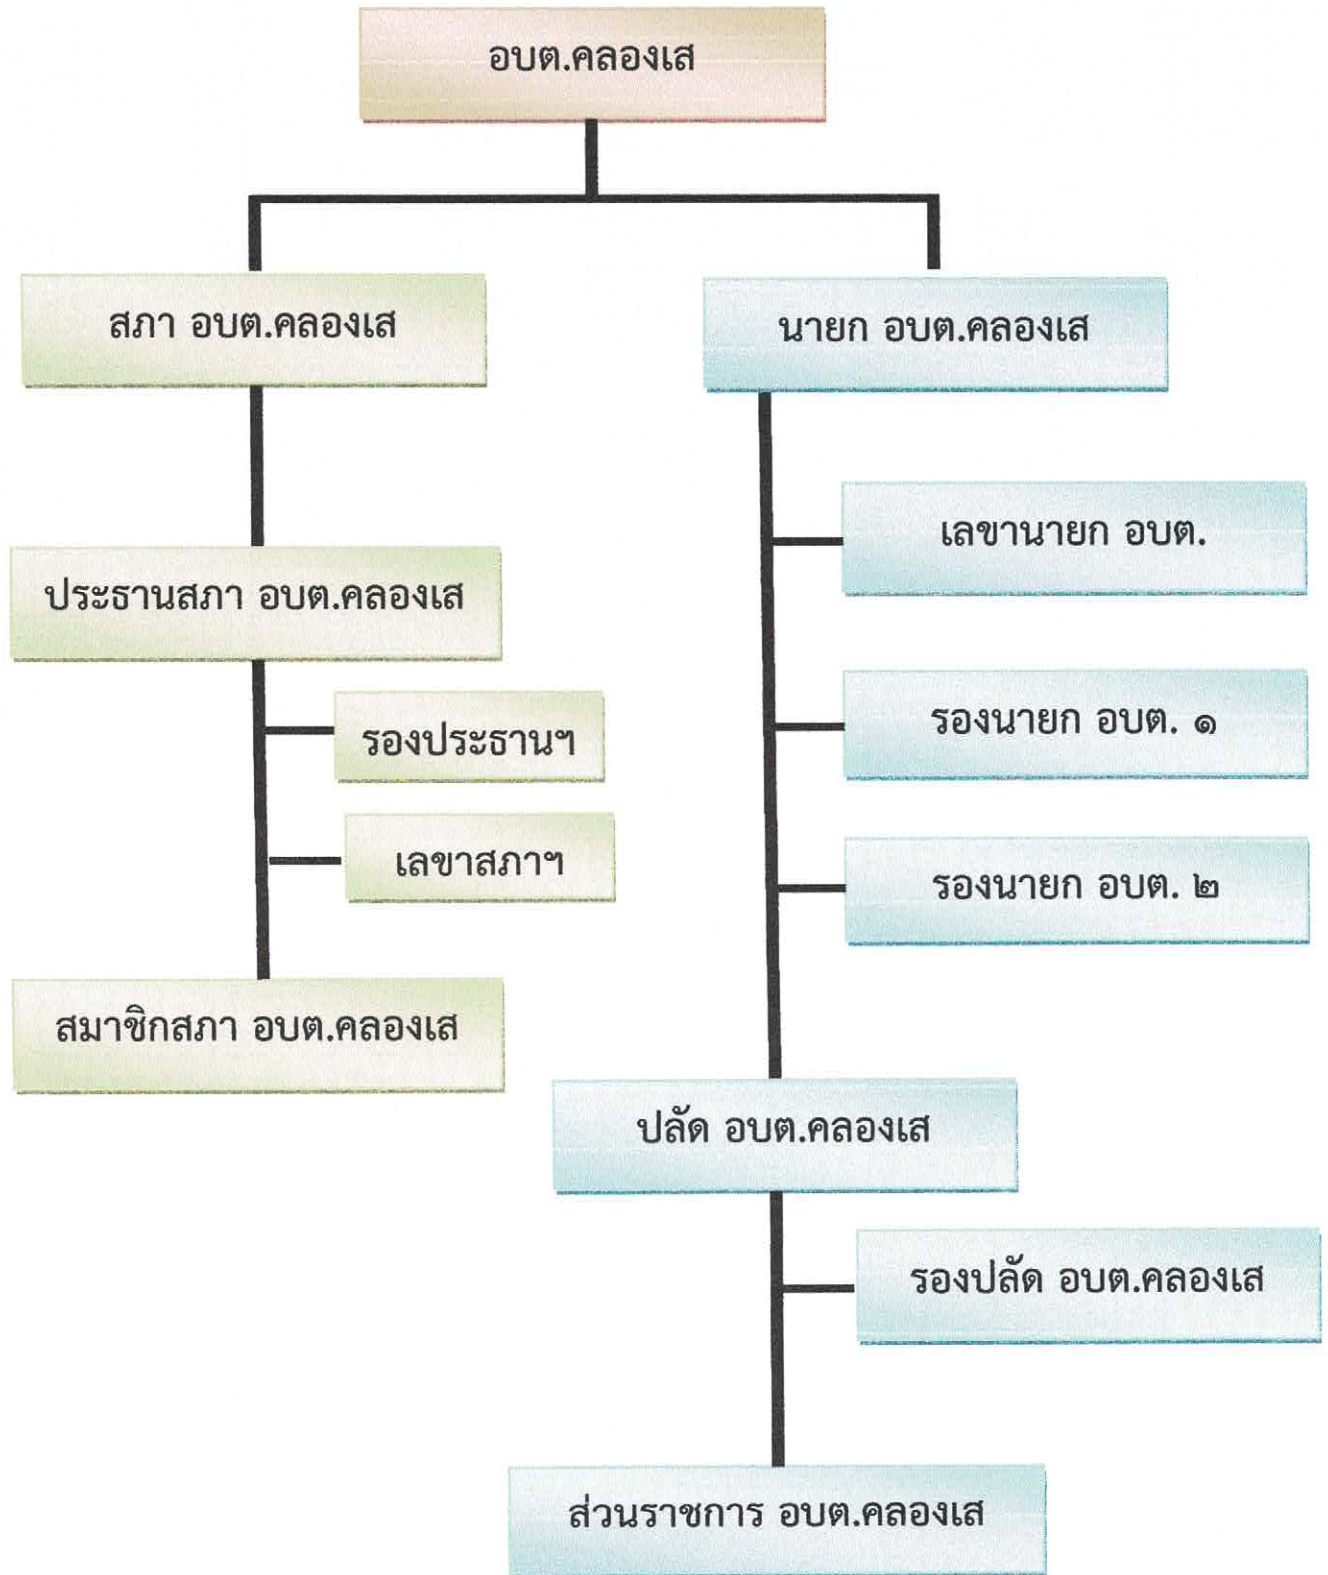 อบต.คลองเส
สภา อบต.คลองเส
นายก อบต.คลองเส
เลขานายก อบต.
ประธานสภา อบต.คลองเส
รองนายก อบต. ๑
รองประธานฯ
เลขาสภาฯ
รองนายก อบต. ๒
สมาชิกสภา อบต.คลองเส
ปลัด อบต.คลองเส
รองปลัด อบต.คลองเส
ส่วนราชการ อบต.คลองเส